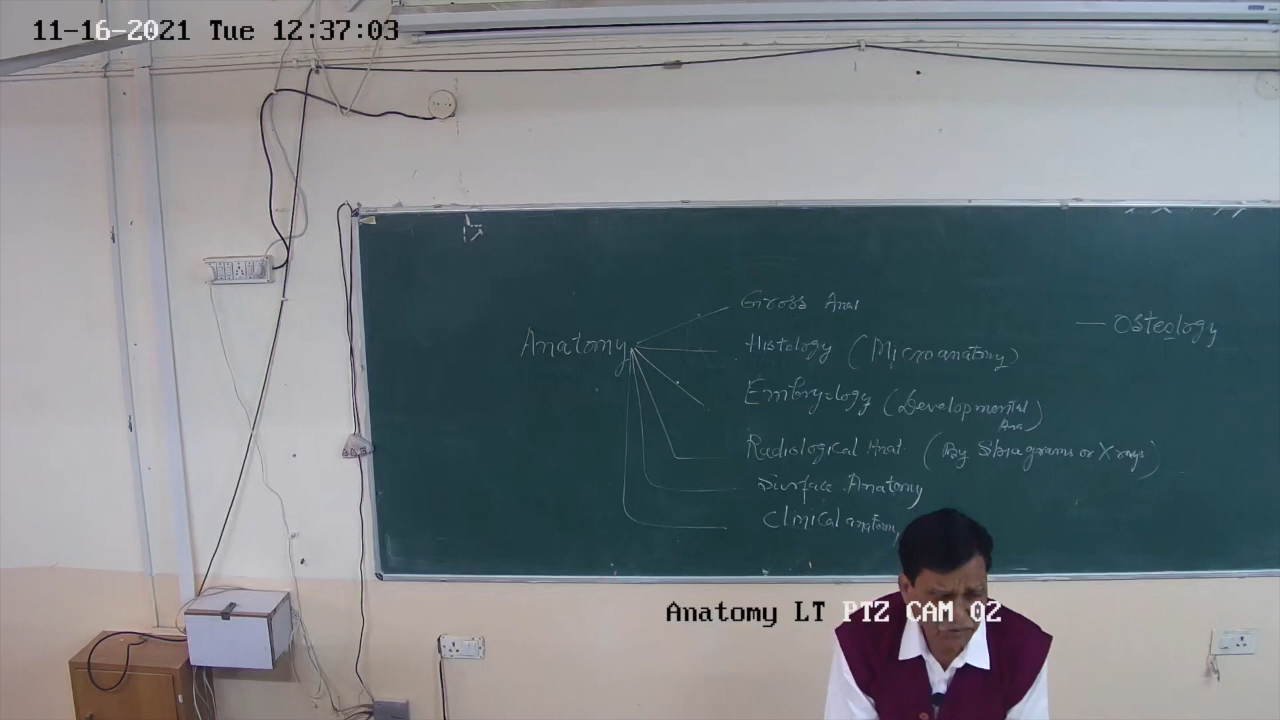 11-16-2021 Tue 12:37:03
Gross Anat
Osteology
Anatomy
Histology (Microanatomy)
Embryology (Developmental Ana)
Radiological Anat. (By Skiagrams or X rays)
Surface Anatomy
Clinical anatomy
Anatomy LT PTZ CAM 02